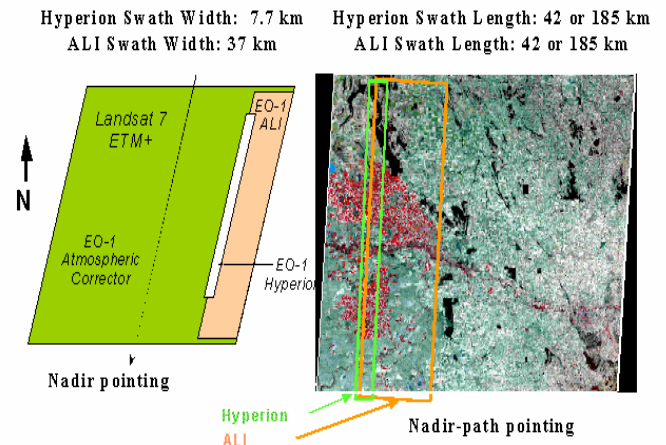 Hyperion Swath Width: 7.7 km
ALI Swath Width: 37 km
Hyperion Swath Length: 42 or 185 km
ALI Swath Length: 42 or 185 km
EO-1
ALI
Landsat 7
ETM+
N
EO-1
Atmospheric
Corrector
EO-1
Hyperion
Nadir pointing
Hyperion
ALI
Nadir-path pointing